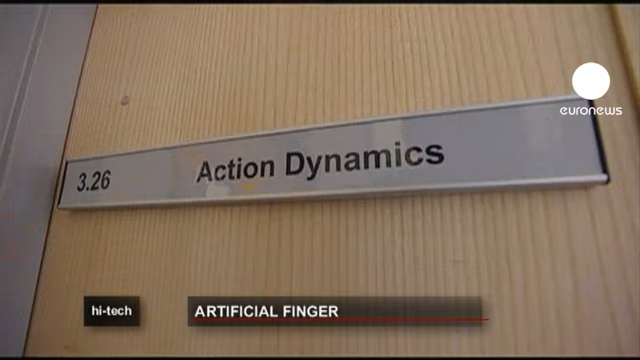 euronews
3.26 Action Dynamics
hi-tech
ARTIFICIAL FINGER